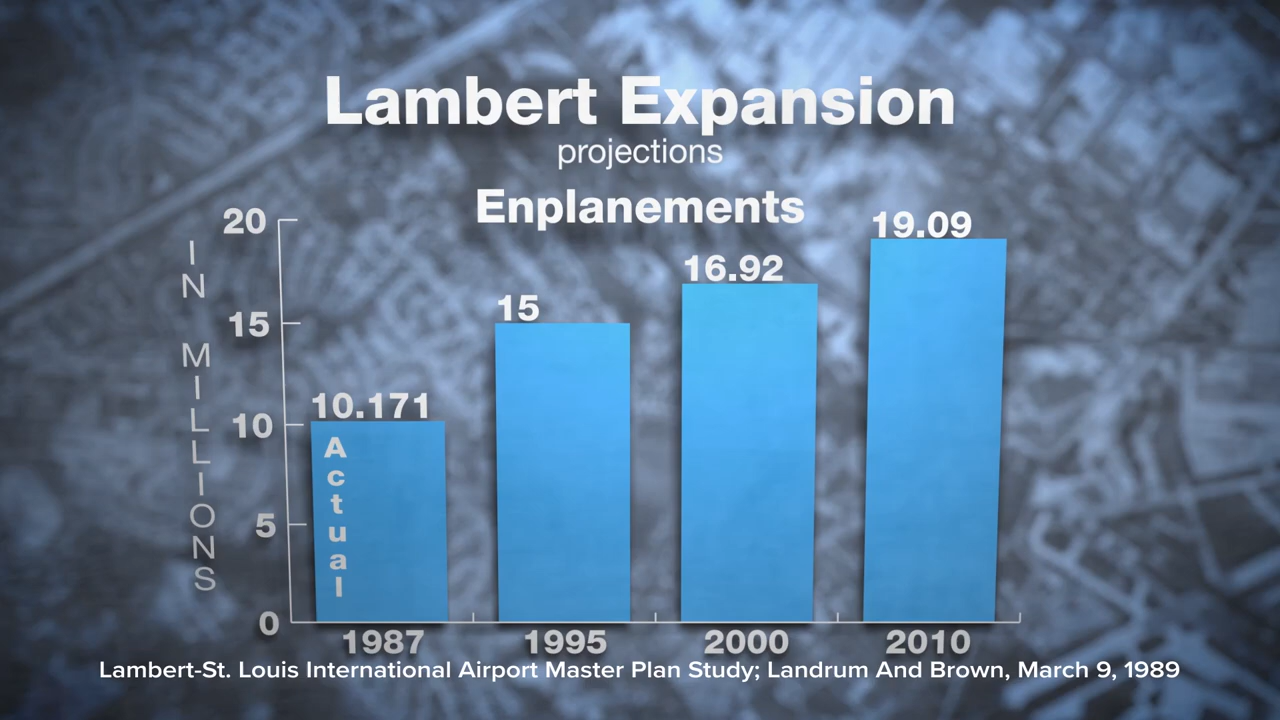 Lambert Expansion
projections
Enplanements
IN MILLIONS
20
15
10
5
0
10.171
15
16.92
19.09
Actual
1987 1995 2000 2010
Lambert-St. Louis International Airport Master Plan Study; Landrum And Brown, March 9, 1989